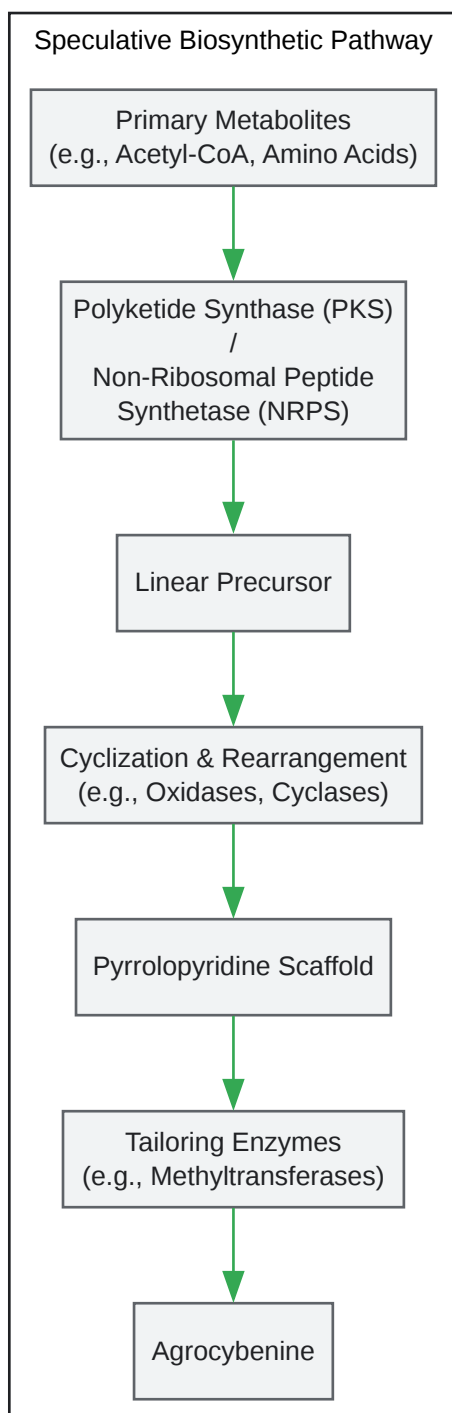 Speculative Biosynthetic Pathway
Primary Metabolites
(e.g., Acetyl-CoA, Amino Acids)
Polyketide Synthase (PKS)
/
Non-Ribosomal Peptide
Synthetase (NRPS)
Linear Precursor
Cyclization & Rearrangement
(e.g., Oxidases, Cyclases)
Pyrrolopyridine Scaffold
Tailoring Enzymes
(e.g., Methyltransferases)
Agrocybenine